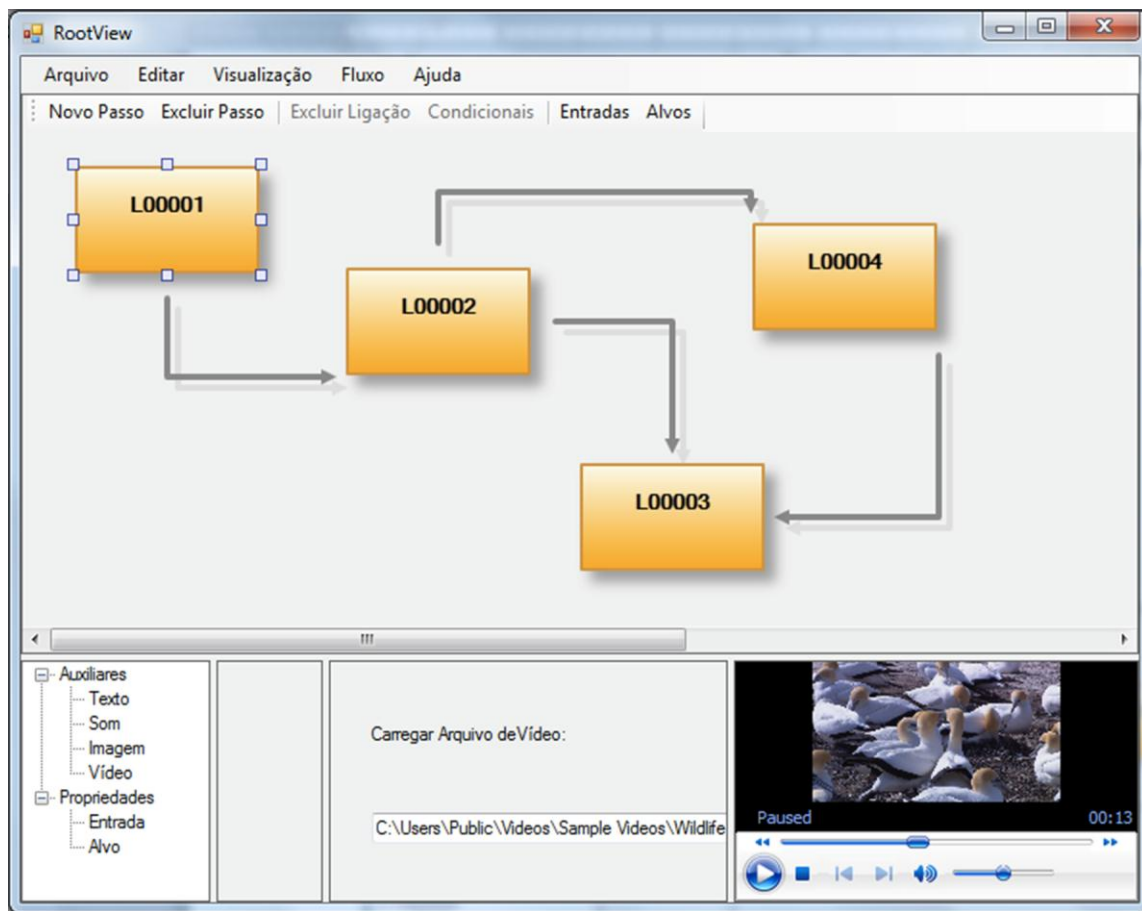 RootView
Arquivo Editar Visualização Fluxo Ajuda
Novo Passo Excluir Passo Excluir Ligação Condicionais Entradas Alvos
L00001
L00002
L00004
L00003
Auxiliares
Texto
Som
Imagem
Vídeo
Propriedades
Entrada
Alvo
Carregar Arquivo deVídeo:
C:\Users\Public\Videos\Sample Videos\Wildlife
Paused 00:13